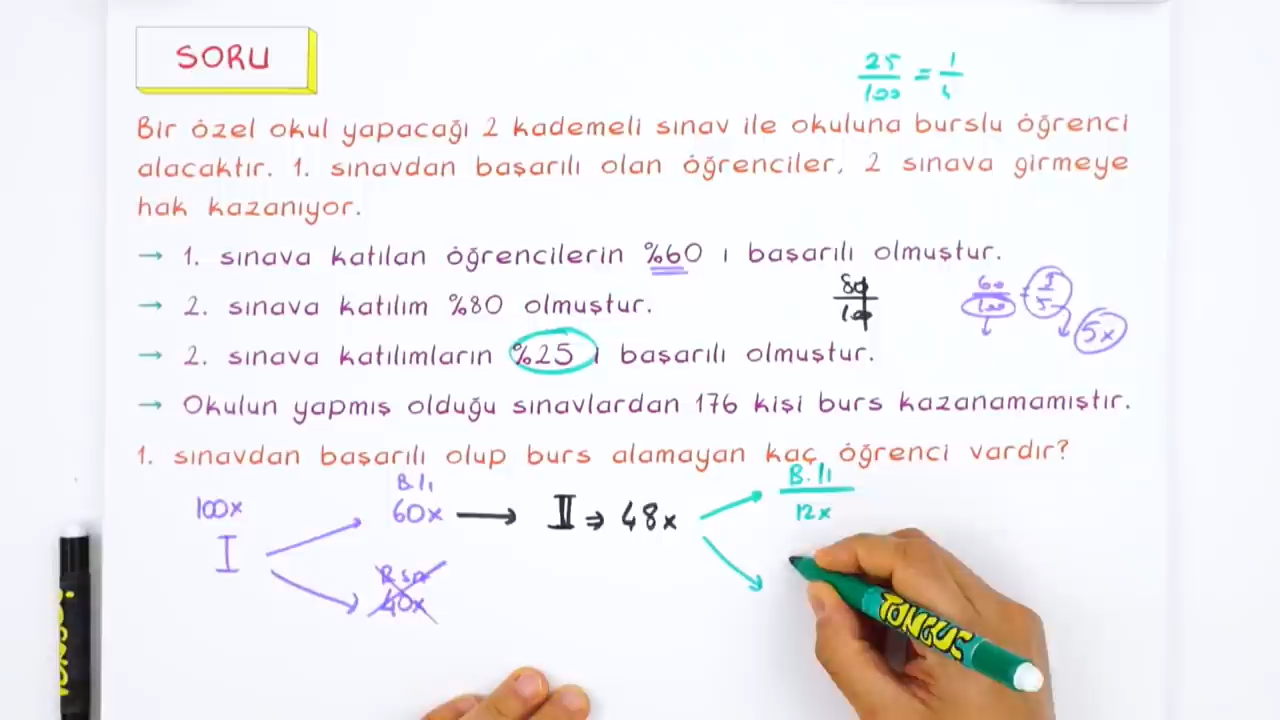 SORU
25/100 = 1/4
Bir özel okul yapacağı 2 kademeli sınav ile okuluna burslu öğrenci
alacaktır. 1. sınavdan başarılı olan öğrenciler, 2 sınava girmeye
hak kazanıyor.
→ 1. sınava katılan öğrencilerin %60 ı başarılı olmuştur.
→ 2. sınava katılım %80 olmuştur.
80/100
60/100 = 3/5
5x
→ 2. sınava katılımların %25 i başarılı olmuştur.
→ Okulun yapmış olduğu sınavlardan 176 kişi burs kazanamamıştır.
1. sınavdan başarılı olup burs alamayan kaç öğrenci vardır?
100x
I
B.lı
60x → II ⇒ 48x
B.lı
12x
40x
TONGUÇ